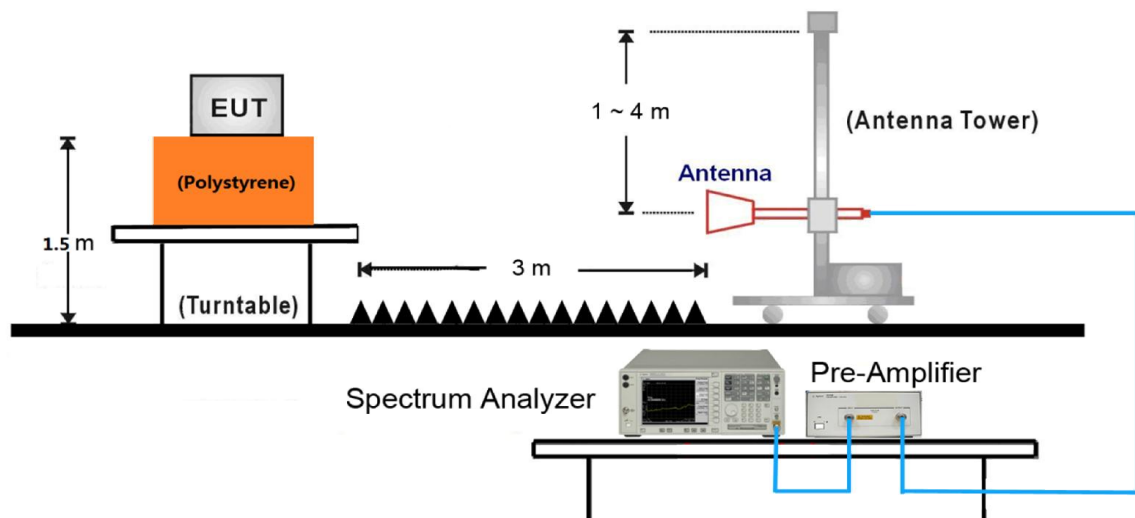 EUT
1 ~ 4 m
(Antenna Tower)
(Polystyrene)
Antenna
1.5 m
3 m
(Turntable)
Spectrum Analyzer
Pre-Amplifier